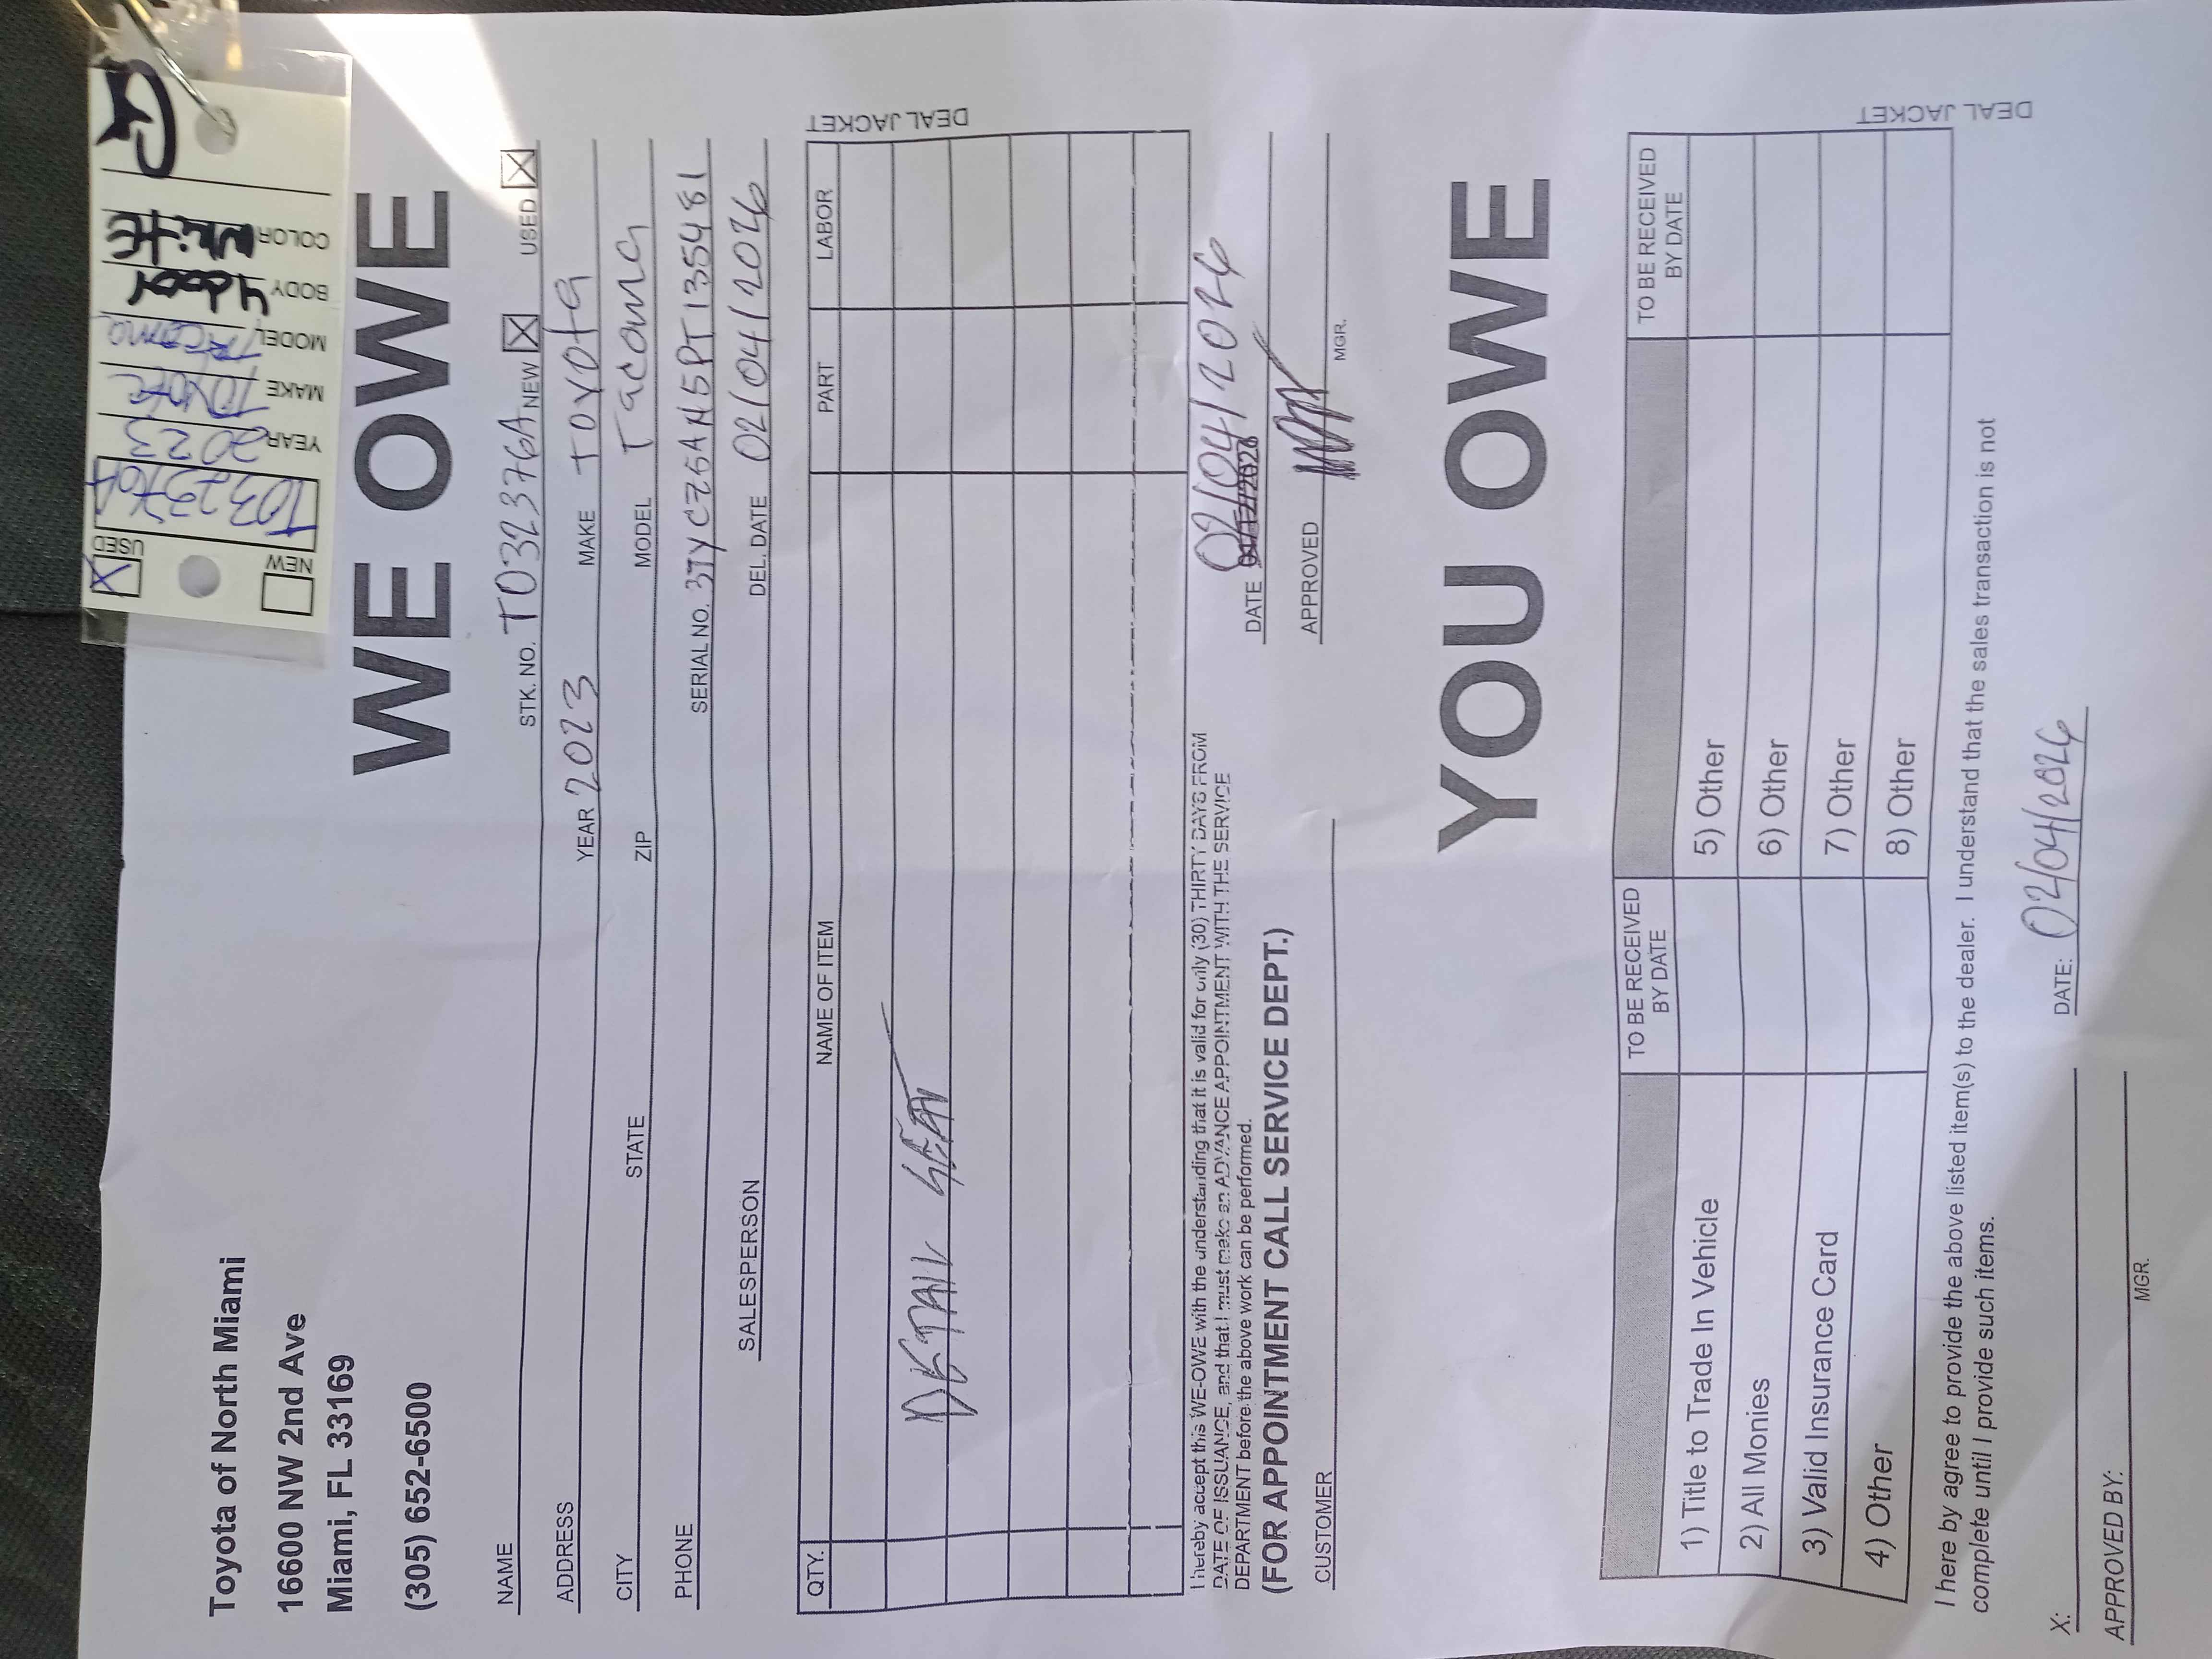 USED
NEW
T032376A
YEAR 2023
MAKE TOYOTA
MODEL TACOMA
BODY 4door
COLOR White
Toyota of North Miami
16600 NW 2nd Ave
Miami, FL 33169
(305) 652-6500
WE OWE
STK. NO. T032376A NEW ☒ USED ☒
NAME
ADDRESS YEAR 2023 MAKE Toyota
CITY STATE ZIP MODEL Tacoma
PHONE SERIAL NO. 3TYCZ5AN5PT135481
SALESPERSON DEL. DATE 02/04/2026
QTY. NAME OF ITEM PART LABOR
DETAIL SEAT
DEAL JACKET
I hereby accept this WE-OWE with the understanding that it is valid for only (30) THIRTY DAYS FROM
DATE OF ISSUANCE, and that I must make an ADVANCE APPOINTMENT WITH THE SERVICE
DEPARTMENT before the above work can be performed.
(FOR APPOINTMENT CALL SERVICE DEPT.)
DATE 02/04/2026
CUSTOMER
APPROVED
MGR.
YOU OWE
TO BE RECEIVED BY DATE TO BE RECEIVED BY DATE
1) Title to Trade In Vehicle 5) Other
2) All Monies 6) Other
3) Valid Insurance Card 7) Other
4) Other 8) Other
DEAL JACKET
I here by agree to provide the above listed item(s) to the dealer. I understand that the sales transaction is not
complete until I provide such items.
X: DATE: 02/04/2026
APPROVED BY:
MGR.